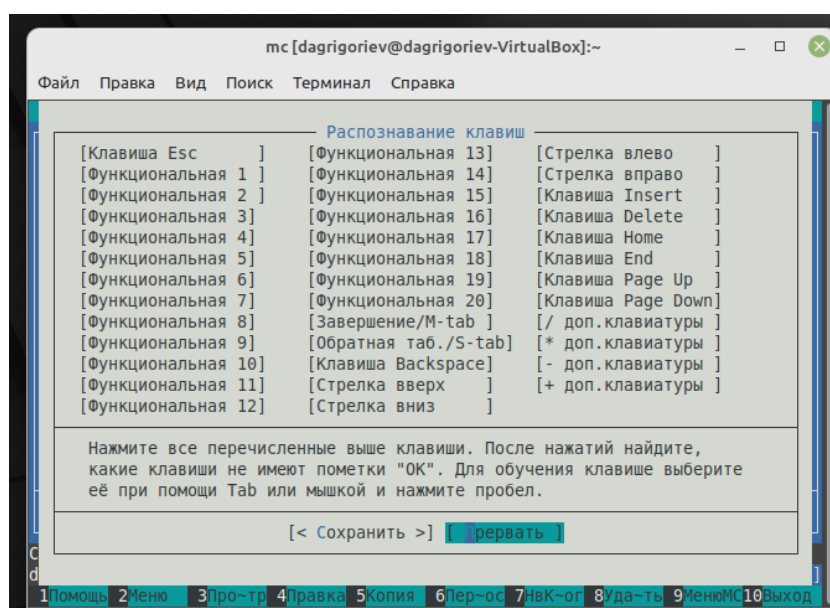 mc [dagrigoriev@dagrigoriev-VirtualBox]:~
Файл Правка Вид Поиск Терминал Справка
Распознавание клавиш
[Клавиша Esc ] [Функциональная 13] [Стрелка влево ]
[Функциональная 1 ] [Функциональная 14] [Стрелка вправо ]
[Функциональная 2 ] [Функциональная 15] [Клавиша Insert ]
[Функциональная 3] [Функциональная 16] [Клавиша Delete ]
[Функциональная 4] [Функциональная 17] [Клавиша Home ]
[Функциональная 5] [Функциональная 18] [Клавиша End ]
[Функциональная 6] [Функциональная 19] [Клавиша Page Up ]
[Функциональная 7] [Функциональная 20] [Клавиша Page Down]
[Функциональная 8] [Завершение/M-tab ] [/ доп.клавиатуры ]
[Функциональная 9] [Обратная таб./S-tab] [* доп.клавиатуры ]
[Функциональная 10] [Клавиша Backspace] [- доп.клавиатуры ]
[Функциональная 11] [Стрелка вверх ] [+ доп.клавиатуры ]
[Функциональная 12] [Стрелка вниз ]
Нажмите все перечисленные выше клавиши. После нажатий найдите,
какие клавиши не имеют пометки "OK". Для обучения клавише выберите
её при помощи Tab или мышкой и нажмите пробел.
[< Сохранить >] [ Прервать ]
С
d ]
1Помощь 2Меню 3Про~тр 4Правка 5Копия 6Пер~ос 7НвК~ог 8Уда~ть 9МенюМС10Выход